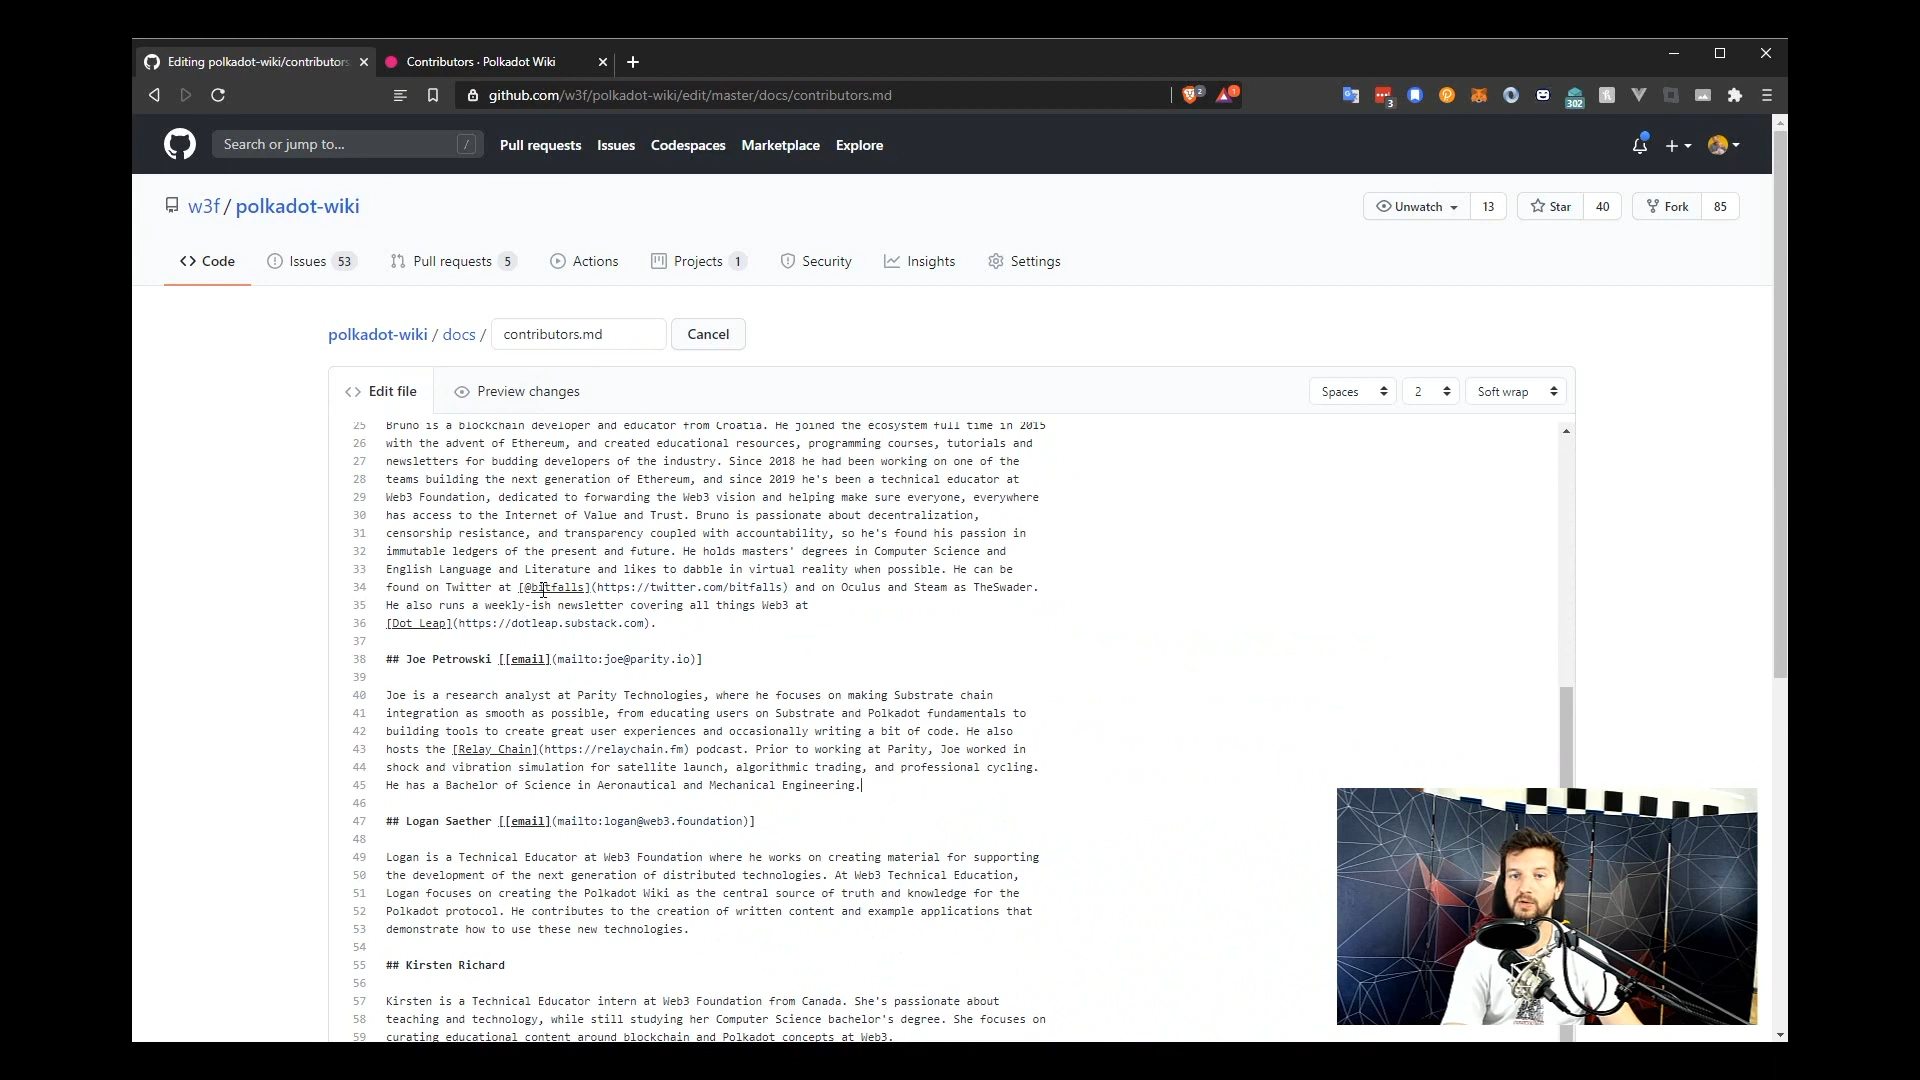 Editing polkadot-wiki/contributors
Contributors · Polkadot Wiki
github.com/w3f/polkadot-wiki/edit/master/docs/contributors.md
2
1
3
302
Search or jump to...
/
Pull requests
Issues
Codespaces
Marketplace
Explore
w3f / polkadot-wiki
Unwatch 13
Star 40
Fork 85
Code
Issues 53
Pull requests 5
Actions
Projects 1
Security
Insights
Settings
polkadot-wiki / docs / contributors.md Cancel
Edit file
Preview changes
Spaces
2
Soft wrap
25 Bruno is a blockchain developer and educator from Croatia. He joined the ecosystem full time in 2015
26 with the advent of Ethereum, and created educational resources, programming courses, tutorials and
27 newsletters for budding developers of the industry. Since 2018 he had been working on one of the
28 teams building the next generation of Ethereum, and since 2019 he's been a technical educator at
29 Web3 Foundation, dedicated to forwarding the Web3 vision and helping make sure everyone, everywhere
30 has access to the Internet of Value and Trust. Bruno is passionate about decentralization,
31 censorship resistance, and transparency coupled with accountability, so he's found his passion in
32 immutable ledgers of the present and future. He holds masters' degrees in Computer Science and
33 English Language and Literature and likes to dabble in virtual reality when possible. He can be
34 found on Twitter at [@bitfalls](https://twitter.com/bitfalls) and on Oculus and Steam as TheSwader.
35 He also runs a weekly-ish newsletter covering all things Web3 at
36 [Dot Leap](https://dotleap.substack.com).
37
38 ## Joe Petrowski [[email](mailto:joe@parity.io)]
39
40 Joe is a research analyst at Parity Technologies, where he focuses on making Substrate chain
41 integration as smooth as possible, from educating users on Substrate and Polkadot fundamentals to
42 building tools to create great user experiences and occasionally writing a bit of code. He also
43 hosts the [Relay Chain](https://relaychain.fm) podcast. Prior to working at Parity, Joe worked in
44 shock and vibration simulation for satellite launch, algorithmic trading, and professional cycling.
45 He has a Bachelor of Science in Aeronautical and Mechanical Engineering.
46
47 ## Logan Saether [[email](mailto:logan@web3.foundation)]
48
49 Logan is a Technical Educator at Web3 Foundation where he works on creating material for supporting
50 the development of the next generation of distributed technologies. At Web3 Technical Education,
51 Logan focuses on creating the Polkadot Wiki as the central source of truth and knowledge for the
52 Polkadot protocol. He contributes to the creation of written content and example applications that
53 demonstrate how to use these new technologies.
54
55 ## Kirsten Richard
56
57 Kirsten is a Technical Educator intern at Web3 Foundation from Canada. She's passionate about
58 teaching and technology, while still studying her Computer Science bachelor's degree. She focuses on
59 curating educational content around blockchain and Polkadot concepts at Web3.